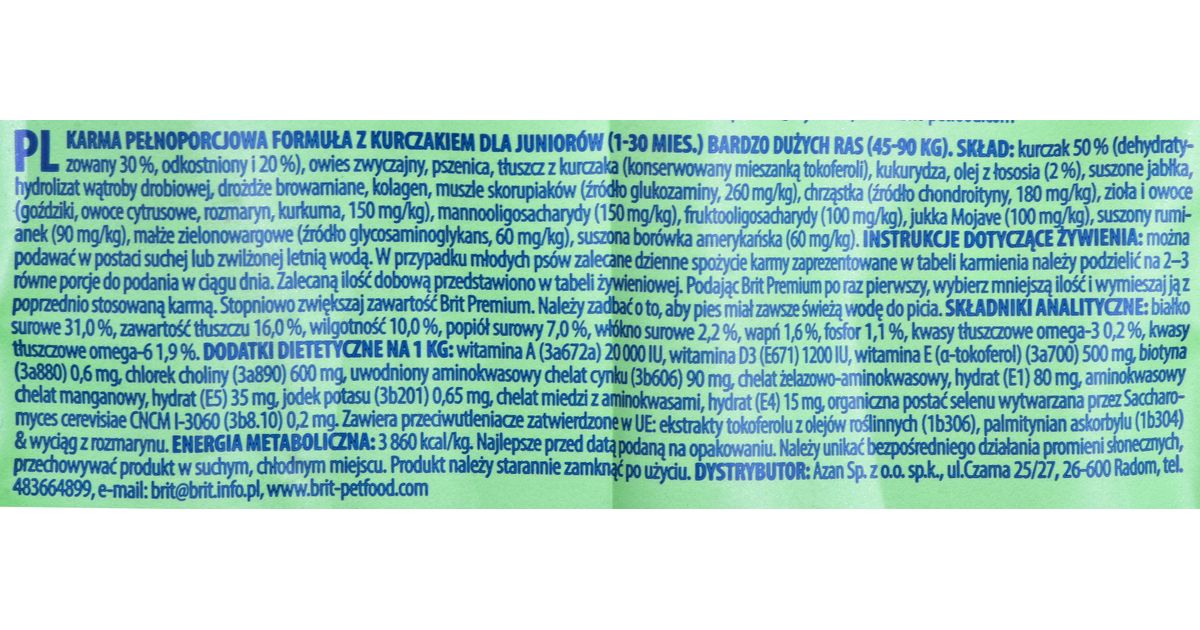 PL KARMA PEŁNOPORCJOWA FORMUŁA Z KURCZAKIEM DLA JUNIORÓW (1-30 MIES.) BARDZO DUŻYCH RAS (45-90 KG). SKŁAD: kurczak 50 % (dehydraty-
zowany 30 %, odkostniony i 20 %), owies zwyczajny, pszenica, tłuszcz z kurczaka (konserwowany mieszanką tokoferoli), kukurydza, olej z łososia (2 %), suszone jabłka,
hydrolizat wątroby drobiowej, drożdże browarniane, kolagen, muszle skorupiaków (źródło glukozaminy, 260 mg/kg), chrząstka (źródło chondroityny, 180 mg/kg), zioła i owoce
(goździki, owoce cytrusowe, rozmaryn, kurkuma, 150 mg/kg), mannooligosacharydy (150 mg/kg), fruktooligosacharydy (100 mg/kg), jukka Mojave (100 mg/kg), suszony rumi-
anek (90 mg/kg), małże zielonowargowe (źródło glycosaminoglykans, 60 mg/kg), suszona borówka amerykańska (60 mg/kg). INSTRUKCJE DOTYCZĄCE ŻYWIENIA: można
podawać w postaci suchej lub zwilżonej letnią wodą. W przypadku młodych psów zalecane dzienne spożycie karmy zaprezentowane w tabeli karmienia należy podzielić na 2–3
równe porcje do podania w ciągu dnia. Zalecaną ilość dobową przedstawiono w tabeli żywieniowej. Podając Brit Premium po raz pierwszy, wybierz mniejszą ilość i wymieszaj ją z
poprzednio stosowaną karmą. Stopniowo zwiększaj zawartość Brit Premium. Należy zadbać o to, aby pies miał zawsze świeżą wodę do picia. SKŁADNIKI ANALITYCZNE: białko
surowe 31,0 %, zawartość tłuszczu 16,0 %, wilgotność 10,0 %, popiół surowy 7,0 %, włókno surowe 2,2 %, wapń 1,6 %, fosfor 1,1 %, kwasy tłuszczowe omega-3 0,2 %, kwasy
tłuszczowe omega-6 1,9 %. DODATKI DIETETYCZNE NA 1 KG: witamina A (3a672a) 20 000 IU, witamina D3 (E671) 1200 IU, witamina E (α-tokoferol) (3a700) 500 mg, biotyna
(3a880) 0,6 mg, chlorek choliny (3a890) 600 mg, uwodniony aminokwasowy chelat cynku (3b606) 90 mg, chelat żelazowo-aminokwasowy, hydrat (E1) 80 mg, aminokwasowy
chelat manganowy, hydrat (E5) 35 mg, jodek potasu (3b201) 0,65 mg, chelat miedzi z aminokwasami, hydrat (E4) 15 mg, organiczna postać selenu wytwarzana przez Saccharo-
myces cerevisiae CNCM I-3060 (3b8.10) 0,2 mg. Zawiera przeciwutleniacze zatwierdzone w UE: ekstrakty tokoferolu z olejów roślinnych (1b306), palmitynian askorbylu (1b304)
& wyciąg z rozmarynu. ENERGIA METABOLICZNA: 3 860 kcal/kg. Najlepsze przed datą podaną na opakowaniu. Należy unikać bezpośredniego działania promieni słonecznych,
przechowywać produkt w suchym, chłodnym miejscu. Produkt należy starannie zamknąć po użyciu. DYSTRYBUTOR: Azan Sp. z o.o. sp.k., ul.Czarna 25/27, 26-600 Radom, tel.
483664899, e-mail: brit@brit.info.pl, www.brit-petfood.com